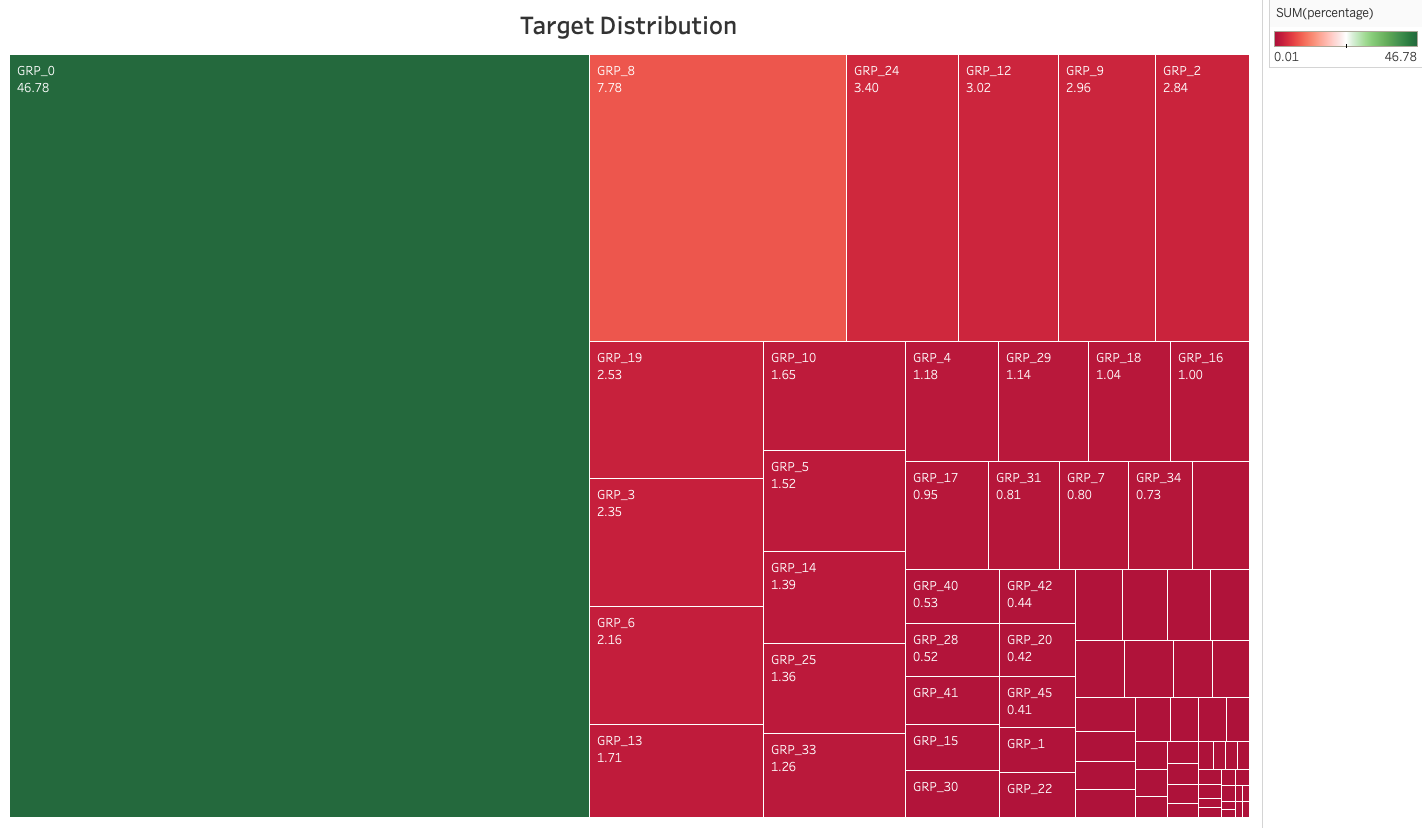 Target Distribution
SUM(percentage)
0.01 46.78
GRP_0
46.78
GRP_8
7.78
GRP_24
3.40
GRP_12
3.02
GRP_9
2.96
GRP_2
2.84
GRP_19
2.53
GRP_3
2.35
GRP_6
2.16
GRP_13
1.71
GRP_10
1.65
GRP_5
1.52
GRP_14
1.39
GRP_25
1.36
GRP_33
1.26
GRP_4
1.18
GRP_29
1.14
GRP_18
1.04
GRP_16
1.00
GRP_17
0.95
GRP_31
0.81
GRP_7
0.80
GRP_34
0.73
GRP_40
0.53
GRP_28
0.52
GRP_41
GRP_15
GRP_30
GRP_42
0.44
GRP_20
0.42
GRP_45
0.41
GRP_1
GRP_22